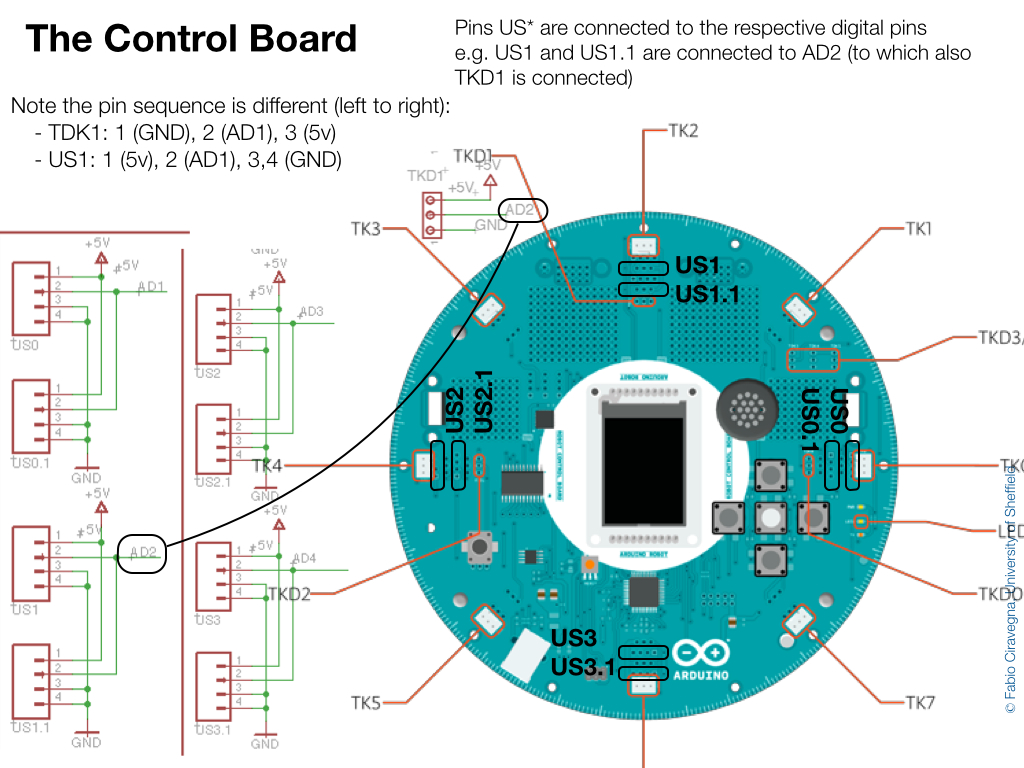 The Control Board
Pins US* are connected to the respective digital pins
e.g. US1 and US1.1 are connected to AD2 (to which also
TKD1 is connected)
Note the pin sequence is different (left to right):
- TDK1: 1 (GND), 2 (AD1), 3 (5v)
- US1: 1 (5v), 2 (AD1), 3,4 (GND)
TK2
TKD1
+5V
TKD1
+5V
AD2
GND
TK3
TK1
US1
US1.1
TKD3/
+5V
+5V
1
AD1
2
3
4
US0
1
2
3
4
US0.1
GND
GND
+5V
+5V
1
AD3
2
3
4
US2
1
2
3
4
US2.1
GND
TK4
ARDUINO ROBOT
US2
US2.1
US0.1
US0
TK
LED
ARDUINO ROBOT
+5V
+5V
1
AD2
2
3
4
US1
1
2
3
4
US1.1
GND
+5V
+5V
1
AD4
2
3
4
US3
1
2
3
4
US3.1
GND
TKD2
TKD0
US3
US3.1
ARDUINO
TK5
TK7
© Fabio Ciravegna, University of Sheffield